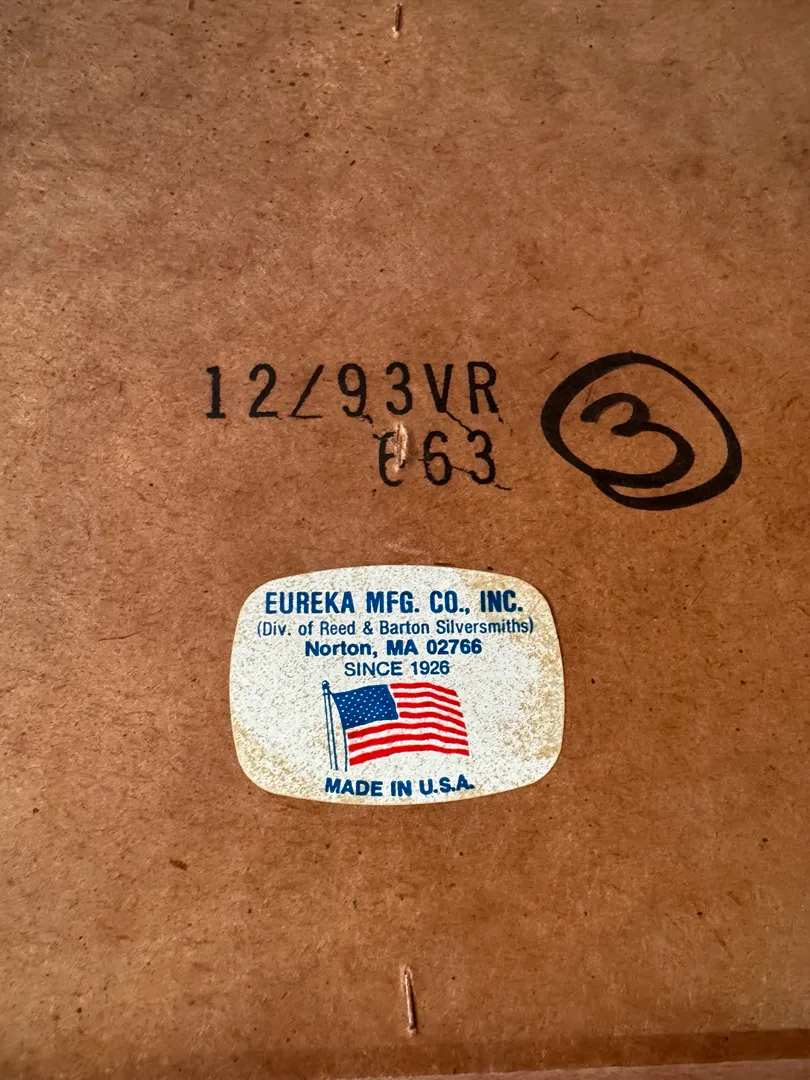 12/93VR
663
3
EUREKA MFG. CO., INC.
(Div. of Reed & Barton Silversmiths)
Norton, MA 02766
SINCE 1926
MADE IN U.S.A.